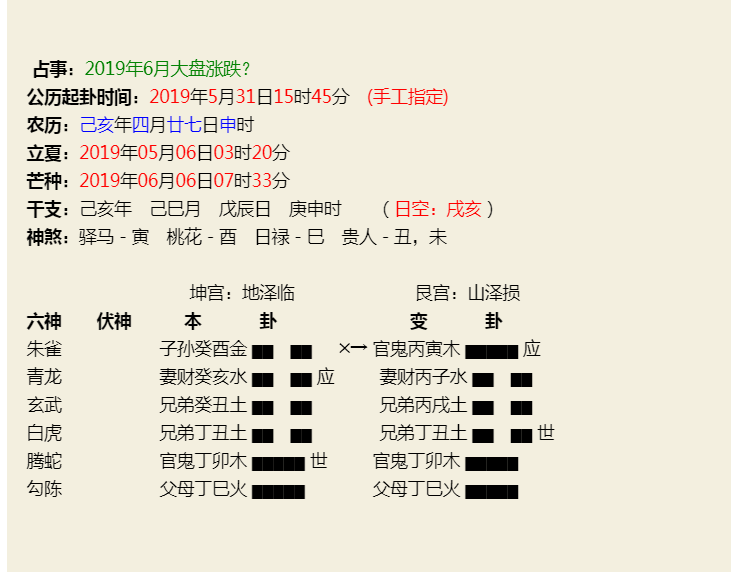 占事：2019年6月大盘涨跌？
公历起卦时间：2019年5月31日15时45分 (手工指定)
农历：己亥年四月廿七日申时
立夏：2019年05月06日03时20分
芒种：2019年06月06日07时33分
干支：己亥年 己巳月 戊辰日 庚申时 （日空：戌亥）
神煞：驿马－寅 桃花－酉 日禄－巳 贵人－丑，未
坤宫：地泽临 艮宫：山泽损
六神 伏神 本 卦 变 卦
朱雀 子孙癸酉金 ▅▅ ▅▅ ×→ 官鬼丙寅木 ▅▅▅▅▅ 应
青龙 妻财癸亥水 ▅▅ ▅▅ 应 妻财丙子水 ▅▅ ▅▅
玄武 兄弟癸丑土 ▅▅ ▅▅ 兄弟丙戌土 ▅▅ ▅▅
白虎 兄弟丁丑土 ▅▅ ▅▅ 兄弟丁丑土 ▅▅ ▅▅ 世
腾蛇 官鬼丁卯木 ▅▅▅▅▅ 世 官鬼丁卯木 ▅▅▅▅▅
勾陈 父母丁巳火 ▅▅▅▅▅ 父母丁巳火 ▅▅▅▅▅